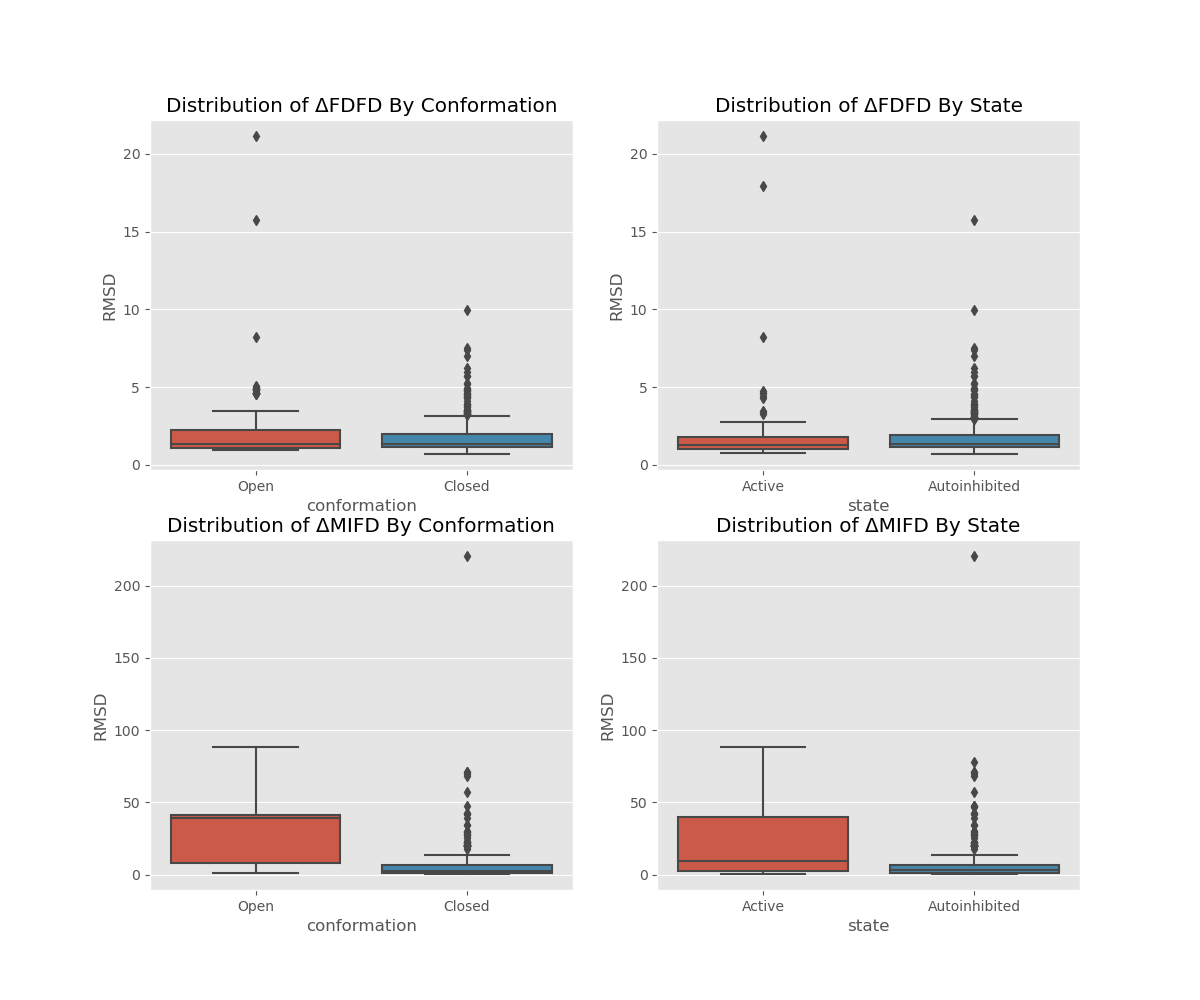 Distribution of ΔFDFD By Conformation
RMSD
20
15
10
5
0
Open
Closed
conformation
Distribution of ΔFDFD By State
RMSD
20
15
10
5
0
Active
Autoinhibited
state
Distribution of ΔMIFD By Conformation
RMSD
200
150
100
50
0
Open
Closed
conformation
Distribution of ΔMIFD By State
RMSD
200
150
100
50
0
Active
Autoinhibited
state